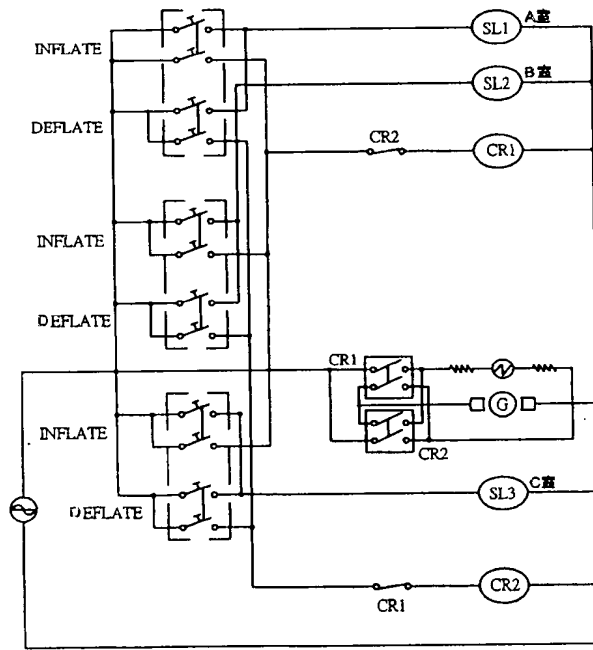 INFLATE
DEFLATE
INFLATE
DEFLATE
INFLATE
DEFLATE
SL1
A室
SL2
B室
CR2
CR1
CR1
G
CR2
SL3
C室
CR1
CR2